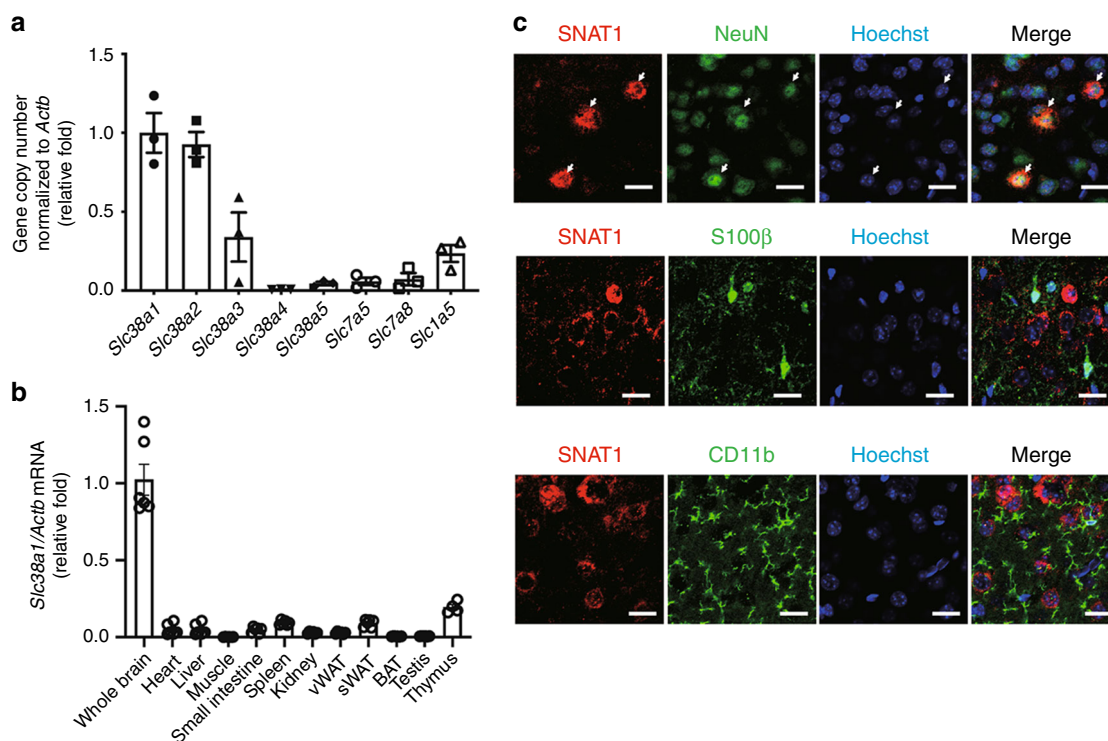 a
Gene copy number
normalized to Actb
(relative fold)
1.5
1.0
0.5
0.0
Slc38a1
Slc38a2
Slc38a3
Slc38a4
Slc38a5
Slc7a5
Slc7a8
Slc1a5
b
Slc38a1/Actb mRNA
(relative fold)
1.5
1.0
0.5
0.0
Whole brain
Heart
Liver
Muscle
Small intestine
Spleen
Kidney
vWAT
sWAT
BAT
Testis
Thymus
c
SNAT1 NeuN Hoechst Merge
SNAT1 S100β Hoechst Merge
SNAT1 CD11b Hoechst Merge